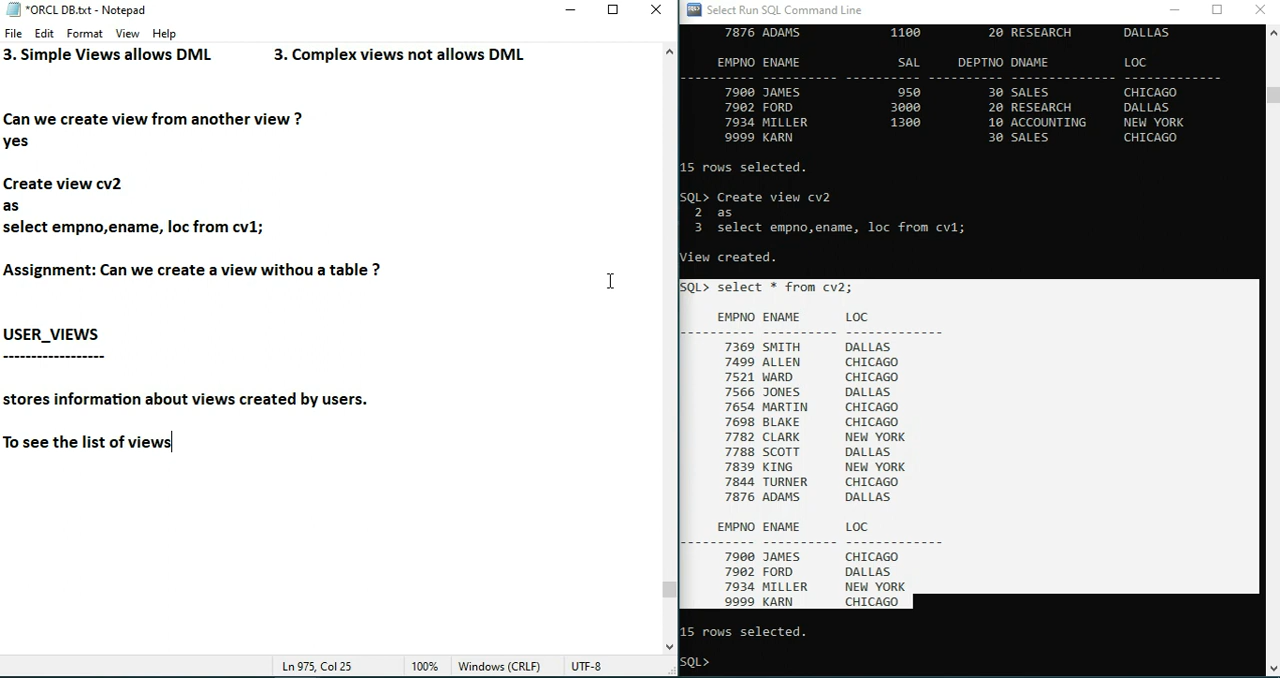 *ORCL DB.txt - Notepad
File Edit Format View Help
3. Simple Views allows DML 3. Complex views not allows DML
Can we create view from another view ?
yes
Create view cv2
as
select empno,ename, loc from cv1;
Assignment: Can we create a view withou a table ?
USER_VIEWS
------------------
stores information about views created by users.
To see the list of views
Ln 975, Col 25 100% Windows (CRLF) UTF-8
Select Run SQL Command Line
7876 ADAMS 1100 20 RESEARCH DALLAS
EMPNO ENAME SAL DEPTNO DNAME LOC
---------- ---------- ---------- ---------- -------------- -------------
7900 JAMES 950 30 SALES CHICAGO
7902 FORD 3000 20 RESEARCH DALLAS
7934 MILLER 1300 10 ACCOUNTING NEW YORK
9999 KARN 30 SALES CHICAGO
15 rows selected.
SQL> Create view cv2
2 as
3 select empno,ename, loc from cv1;
View created.
SQL> select * from cv2;
EMPNO ENAME LOC
---------- ---------- -------------
7369 SMITH DALLAS
7499 ALLEN CHICAGO
7521 WARD CHICAGO
7566 JONES DALLAS
7654 MARTIN CHICAGO
7698 BLAKE CHICAGO
7782 CLARK NEW YORK
7788 SCOTT DALLAS
7839 KING NEW YORK
7844 TURNER CHICAGO
7876 ADAMS DALLAS
EMPNO ENAME LOC
---------- ---------- -------------
7900 JAMES CHICAGO
7902 FORD DALLAS
7934 MILLER NEW YORK
9999 KARN CHICAGO
15 rows selected.
SQL>